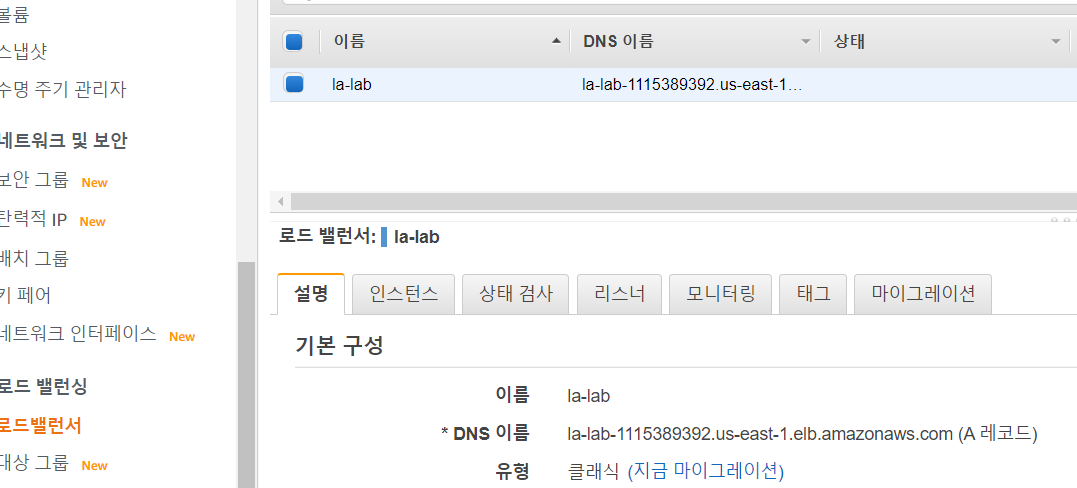 볼륨
스냅샷
수명 주기 관리자
네트워크 및 보안
보안 그룹 New
탄력적 IP New
배치 그룹
키 페어
네트워크 인터페이스 New
로드 밸런싱
로드밸런서
대상 그룹 New
이름 DNS 이름 상태
la-lab la-lab-1115389392.us-east-1...
로드 밸런서: la-lab
설명 인스턴스 상태 검사 리스너 모니터링 태그 마이그레이션
기본 구성
이름 la-lab
* DNS 이름 la-lab-1115389392.us-east-1.elb.amazonaws.com (A 레코드)
유형 클래식 (지금 마이그레이션)